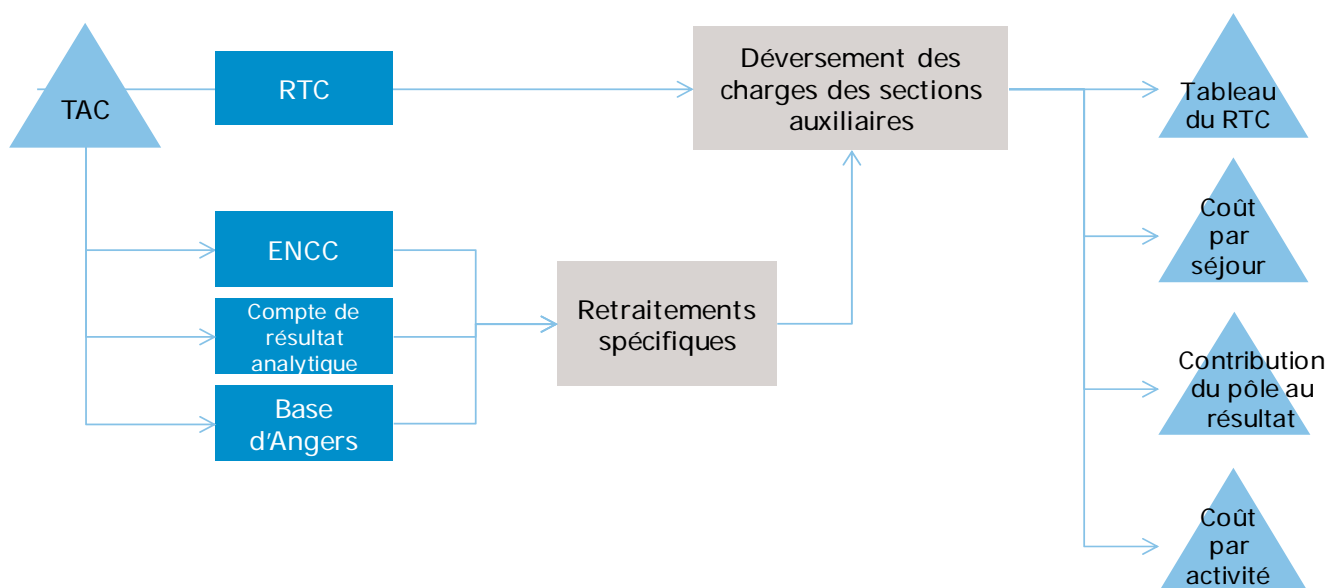 TAC
RTC
Déversement des
charges des sections
auxiliaires
Tableau
du RTC
ENCC
Compte de
résultat
analytique
Base
d'Angers
Retraitements
spécifiques
Coût
par
séjour
Contribution
du pôle au
résultat
Coût
par
activité